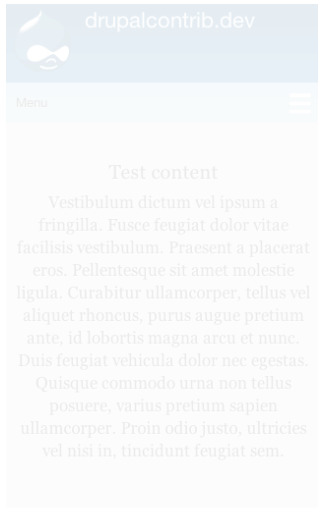 drupalcontrib.dev
Menu
Test content
Vestibulum dictum vel ipsum a
fringilla. Fusce feugiat dolor vitae
facilisis vestibulum. Praesent a placerat
eros. Pellentesque sit amet molestie
ligula. Curabitur ullamcorper, tellus vel
aliquet rhoncus, purus augue pretium
ante, id lobortis magna arcu et nunc.
Duis feugiat vehicula dolor nec egestas.
Quisque commodo urna non tellus
posuere, varius pretium sapien
ullamcorper. Proin odio justo, ultricies
vel nisi in, tincidunt feugiat sem.